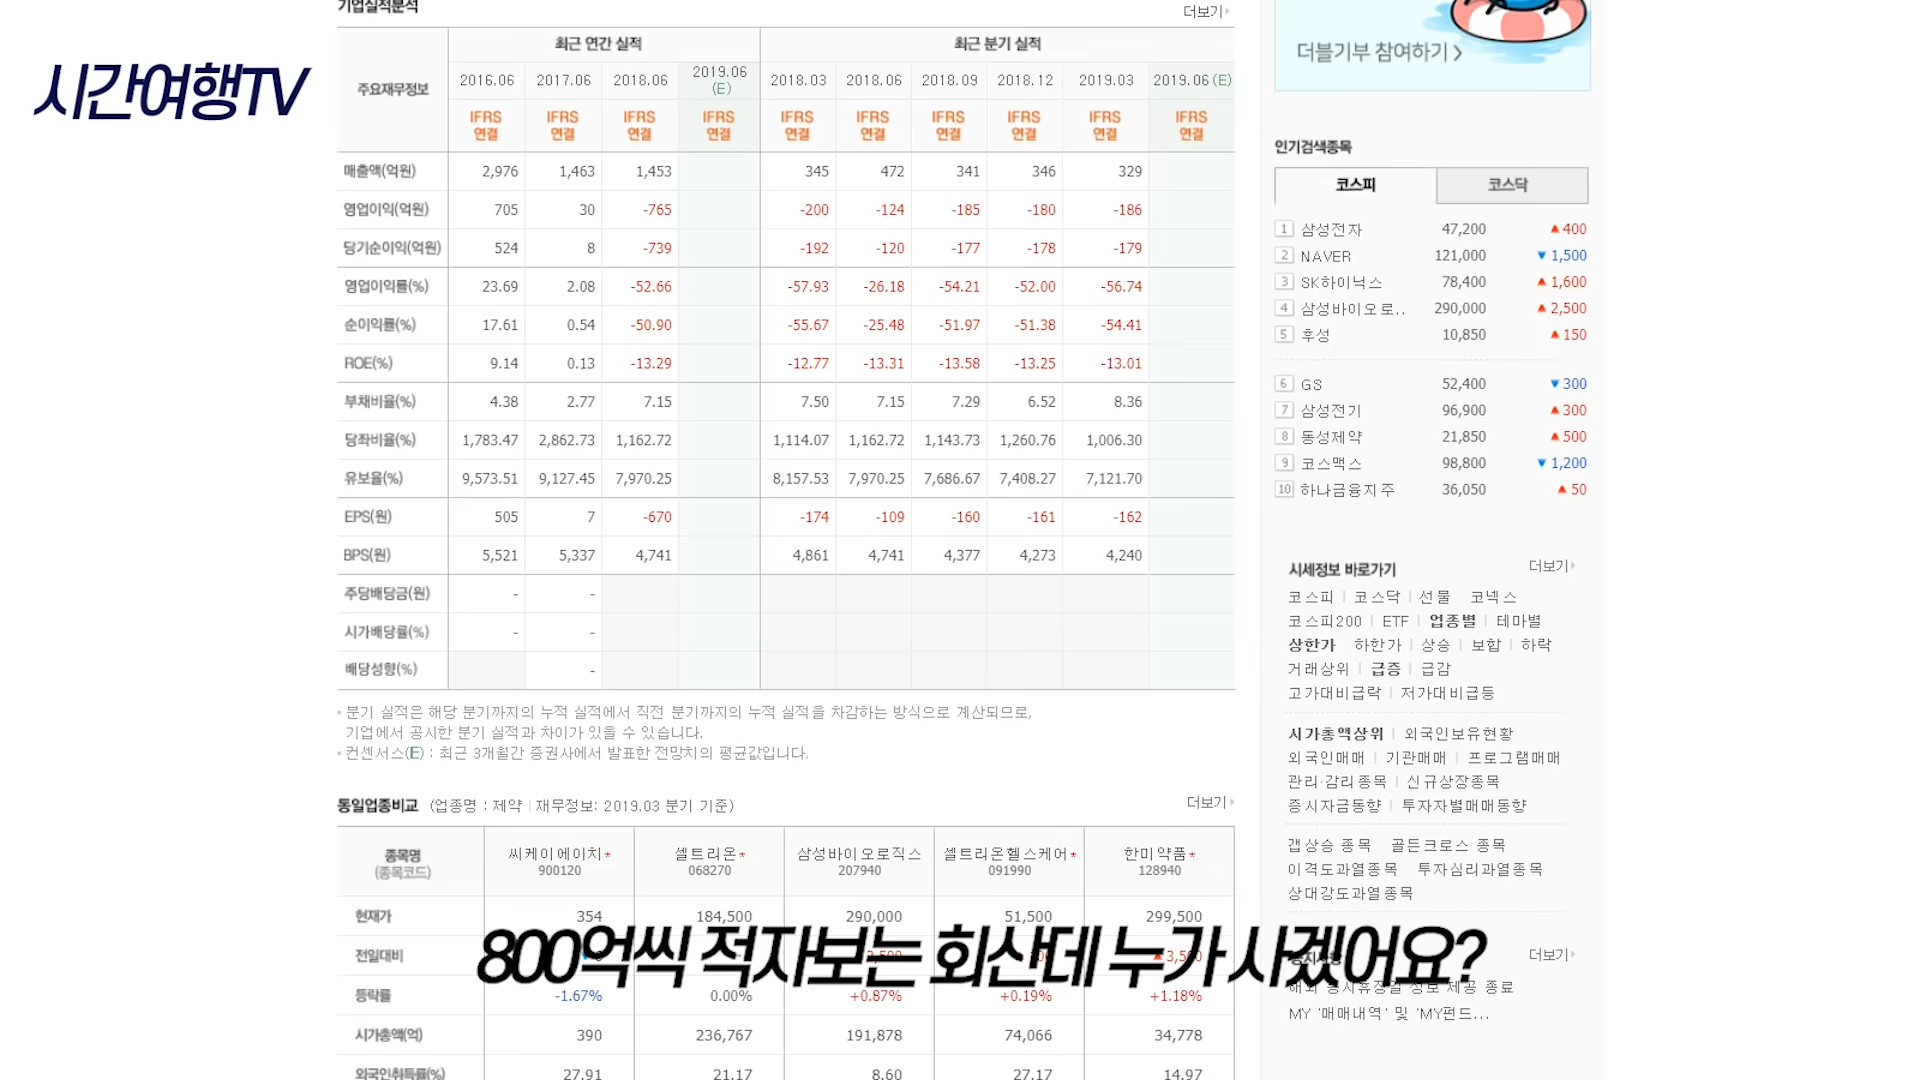 시간여행TV
기업실적분석 더보기
주요재무정보 최근 연간 실적 최근 분기 실적
2016.06 2017.06 2018.06 2019.06 (E) 2018.03 2018.06 2018.09 2018.12 2019.03 2019.06 (E)
IFRS 연결 IFRS 연결 IFRS 연결 IFRS 연결 IFRS 연결 IFRS 연결 IFRS 연결 IFRS 연결 IFRS 연결 IFRS 연결
매출액(억원) 2,976 1,463 1,453 345 472 341 346 329
영업이익(억원) 705 30 -765 -200 -124 -185 -180 -186
당기순이익(억원) 524 8 -739 -192 -120 -177 -178 -179
영업이익률(%) 23.69 2.08 -52.66 -57.93 -26.18 -54.21 -52.00 -56.74
순이익률(%) 17.61 0.54 -50.90 -55.67 -25.48 -51.97 -51.38 -54.41
ROE(%) 9.14 0.13 -13.29 -12.77 -13.31 -13.58 -13.25 -13.01
부채비율(%) 4.38 2.77 7.15 7.50 7.15 7.29 6.52 8.36
당좌비율(%) 1,783.47 2,862.73 1,162.72 1,114.07 1,162.72 1,143.73 1,260.76 1,006.30
유보율(%) 9,573.51 9,127.45 7,970.25 8,157.53 7,970.25 7,686.67 7,408.27 7,121.70
EPS(원) 505 7 -670 -174 -109 -160 -161 -162
BPS(원) 5,521 5,337 4,741 4,861 4,741 4,377 4,273 4,240
주당배당금(원) - -
시가배당률(%) - -
배당성향(%) -
분기 실적은 해당 분기까지의 누적 실적에서 직전 분기까지의 누적 실적을 차감하는 방식으로 계산되므로,
기업에서 공시한 분기 실적과 차이가 있을 수 있습니다.
컨센서스(E) : 최근 3개월간 증권사에서 발표한 전망치의 평균값입니다.
동일업종비교 (업종명 : 제약 | 재무정보: 2019.03 분기 기준) 더보기
종목명 (종목코드) 씨케이에이치* 900120 셀트리온* 068270 삼성바이오로직스 207940 셀트리온헬스케어* 091990 한미약품* 128940
현재가 354 184,500 290,000 51,500 299,500
전일대비
등락률 -1.67% 0.00% +0.87% +0.19% +1.18%
시가총액(억) 390 236,767 191,878 74,066 34,778
외국인취득률(%) 27.91 21.17 8.60 27.17 14.97
800억씩 적자보는 회산데 누가 사겠어요?
더블기부 참여하기 >
인기검색종목
코스피 코스닥
1 삼성전자 47,200 ▲400
2 NAVER 121,000 ▼1,500
3 SK하이닉스 78,400 ▲1,600
4 삼성바이오로.. 290,000 ▲2,500
5 후성 10,850 ▲150
6 GS 52,400 ▼300
7 삼성전기 96,900 ▲300
8 동성제약 21,850 ▲500
9 코스맥스 98,800 ▼1,200
10 하나금융지주 36,050 ▲50
시세정보 바로가기 더보기
코스피 | 코스닥 | 선물 코넥스
코스피200 | ETF | 업종별 | 테마별
상한가 하한가 | 상승 | 보합 | 하락
거래상위 | 급증 | 급감
고가대비급락 | 저가대비급등
시가총액상위 | 외국인보유현황
외국인매매 | 기관매매 | 프로그램매매
관리·감리종목 | 신규상장종목
증시자금동향 | 투자자별매매동향
갭상승 종목 골든크로스 종목
이격도과열종목 투자심리과열종목
상대강도과열종목
더보기
해외 증시휴장일 정보 제공 종료
MY '매매내역' 및 'MY펀드...